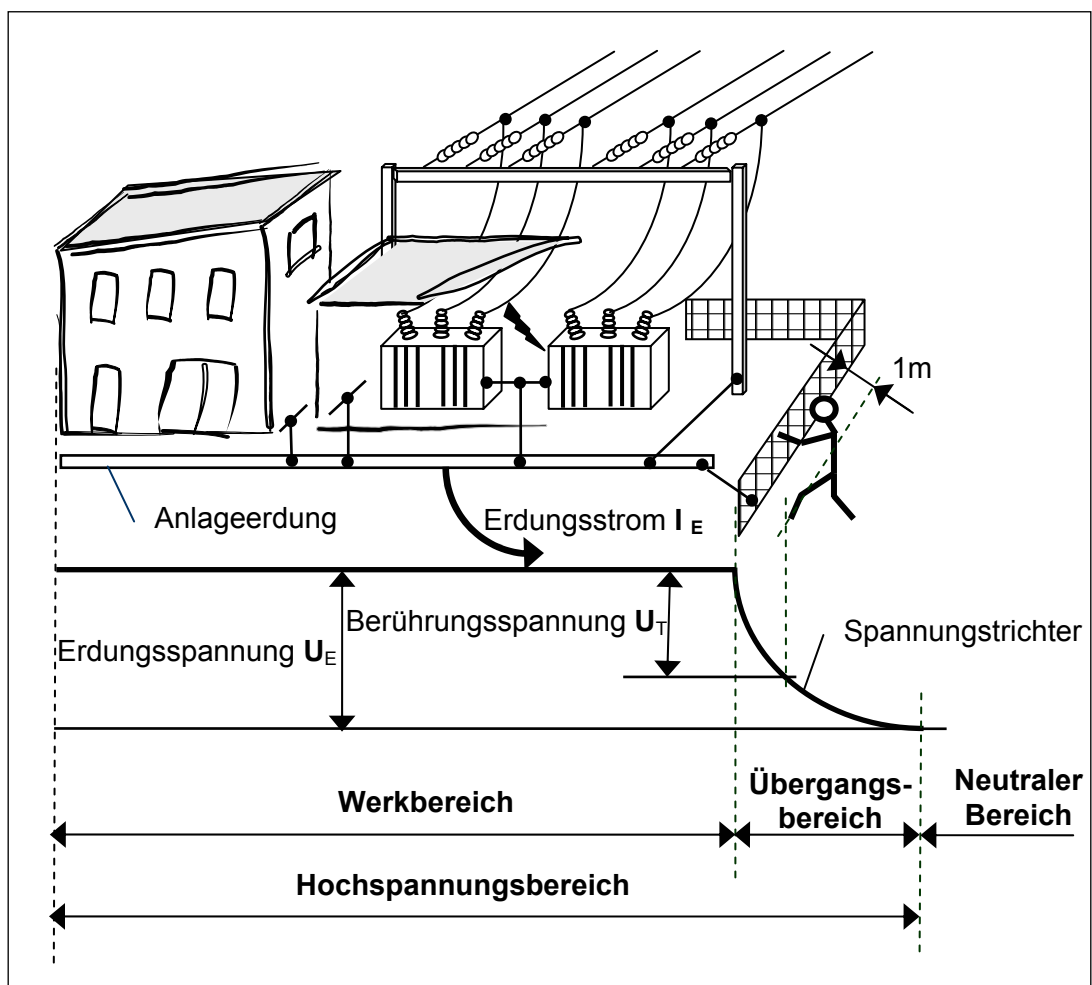 1m
Anlageerdung
Erdungsstrom I E
Berührungsspannung UT
Spannungstrichter
Erdungsspannung UE
Werkbereich
Übergangs-
bereich
Neutraler
Bereich
Hochspannungsbereich